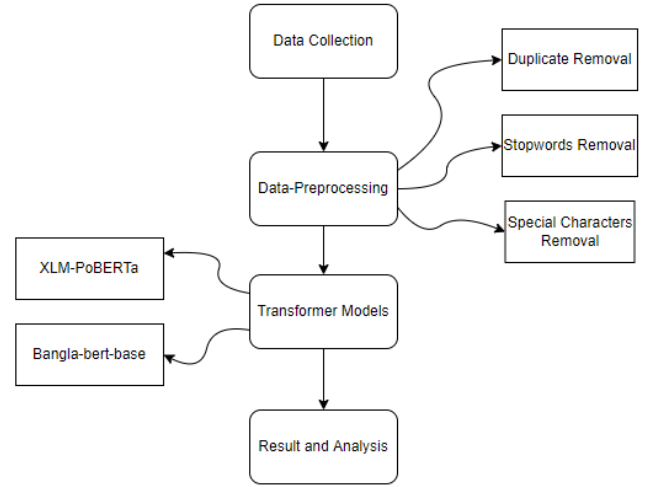 Data Collection
Duplicate Removal
Stopwords Removal
Data-Preprocessing
Special Characters
Removal
XLM-PoBERTa
Transformer Models
Bangla-bert-base
Result and Analysis